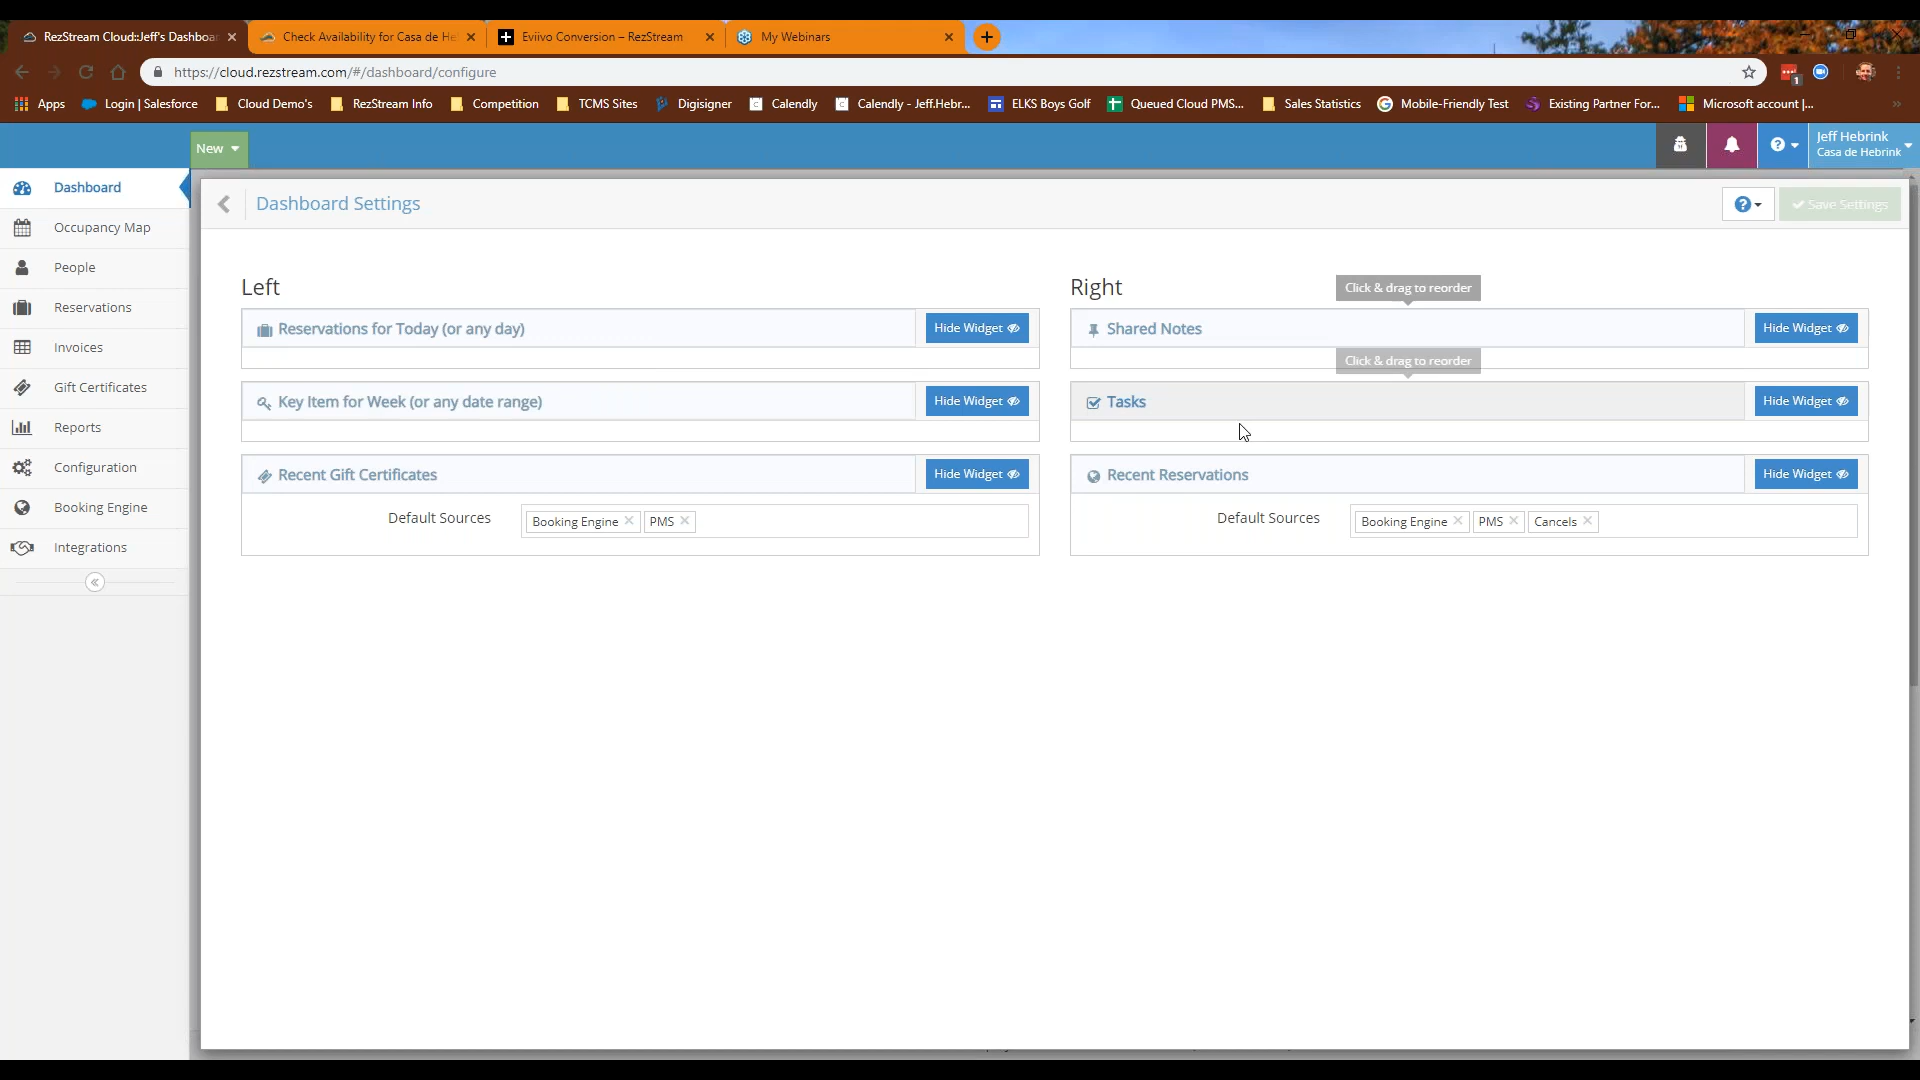 RezStream Cloud::Jeff's Dashboar
Check Availability for Casa de He
Eviivo Conversion – RezStream
My Webinars
https://cloud.rezstream.com/#/dashboard/configure
Apps
Login | Salesforce
Cloud Demo's
RezStream Info
Competition
TCMS Sites
Digisigner
Calendly
Calendly - Jeff.Hebr...
ELKS Boys Golf
Queued Cloud PMS...
Sales Statistics
Mobile-Friendly Test
Existing Partner For...
Microsoft account |...
New
Jeff Hebrink
Casa de Hebrink
Dashboard
Occupancy Map
People
Reservations
Invoices
Gift Certificates
Reports
Configuration
Booking Engine
Integrations
Dashboard Settings
Save Settings
Left
Reservations for Today (or any day)
Hide Widget
Key Item for Week (or any date range)
Hide Widget
Recent Gift Certificates
Hide Widget
Default Sources
Booking Engine
PMS
Right
Click & drag to reorder
Shared Notes
Hide Widget
Click & drag to reorder
Tasks
Hide Widget
Recent Reservations
Hide Widget
Default Sources
Booking Engine
PMS
Cancels